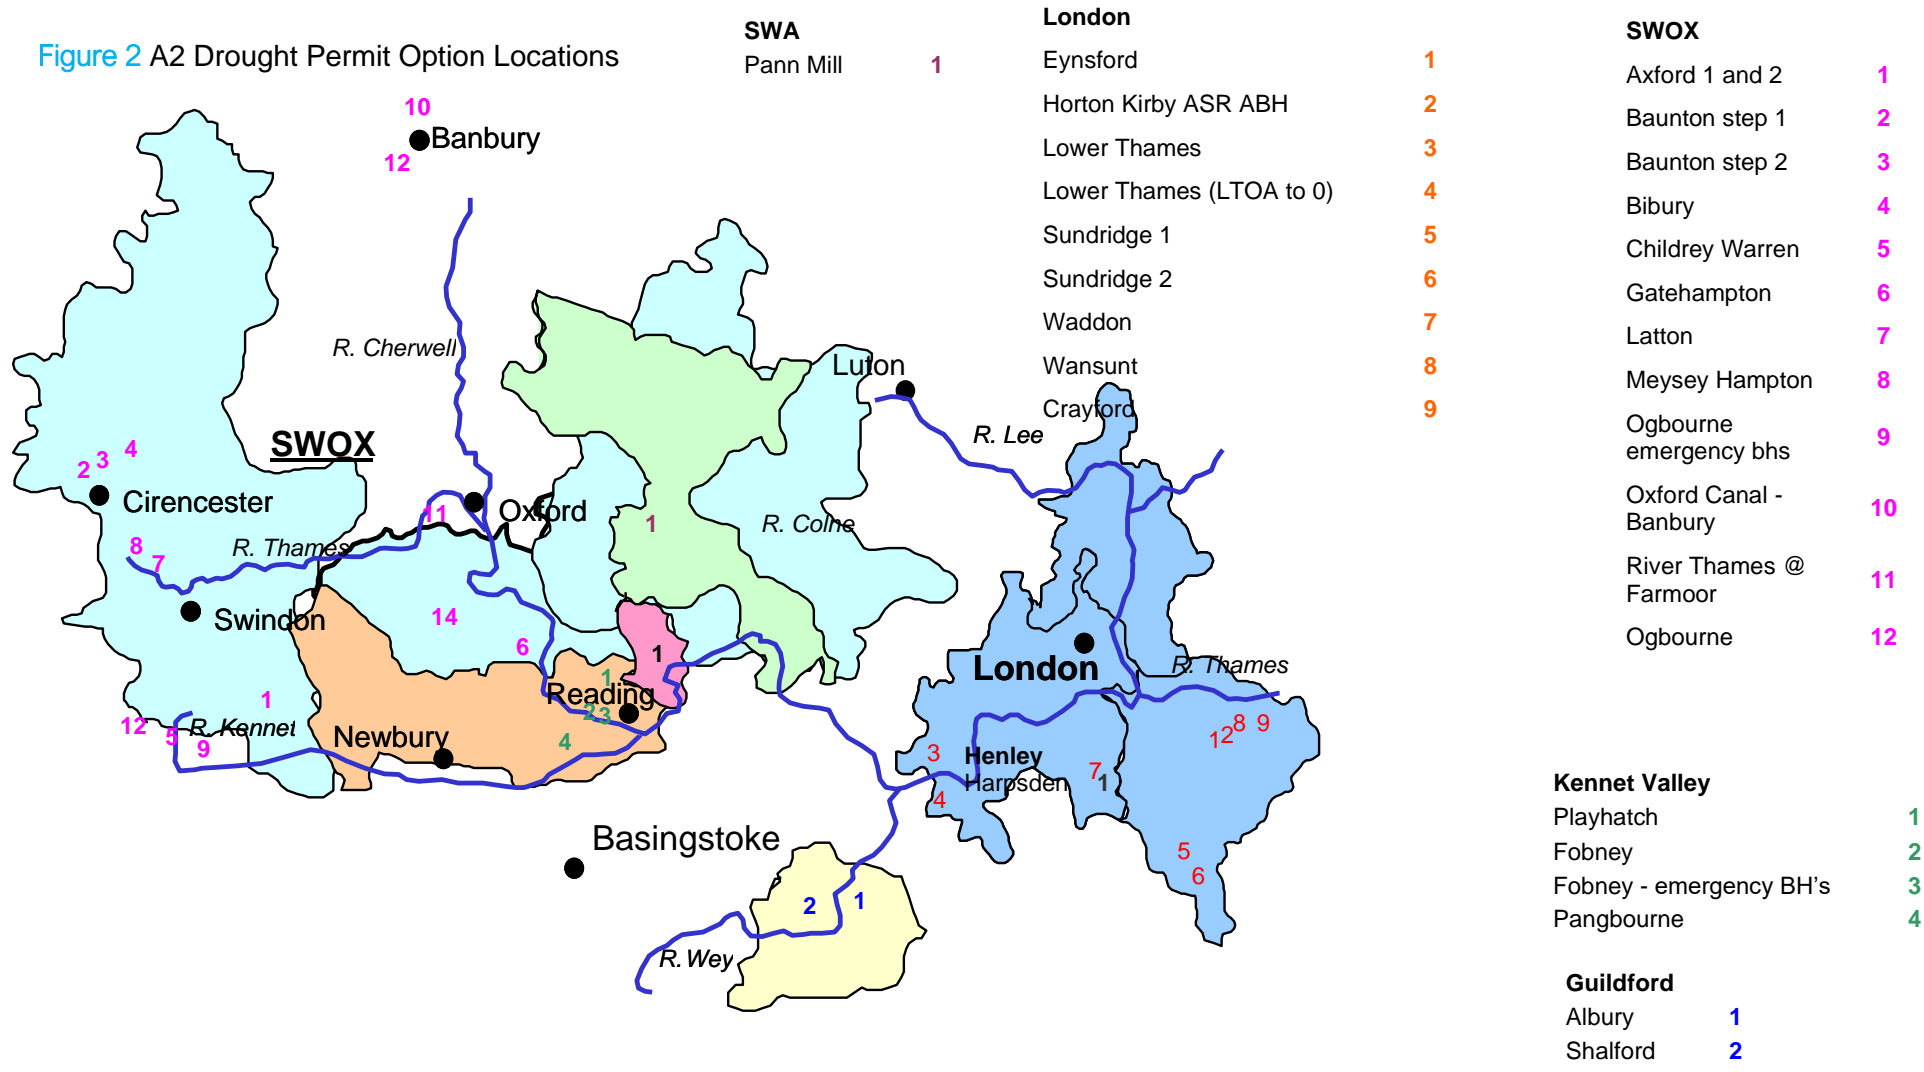 Figure 2 A2 Drought Permit Option Locations
SWA
Pann Mill 1
London
Eynsford 1
Horton Kirby ASR ABH 2
Lower Thames 3
Lower Thames (LTOA to 0) 4
Sundridge 1 5
Sundridge 2 6
Waddon 7
Wansunt 8
Crayford 9
SWOX
Axford 1 and 2 1
Baunton step 1 2
Baunton step 2 3
Bibury 4
Childrey Warren 5
Gatehampton 6
Latton 7
Meysey Hampton 8
Ogbourne
emergency bhs 9
Oxford Canal -
Banbury 10
River Thames @
Farmoor 11
Ogbourne 12
Kennet Valley
Playhatch 1
Fobney 2
Fobney - emergency BH's 3
Pangbourne 4
Guildford
Albury 1
Shalford 2
10
Banbury
12
R. Cherwell
Luton
R. Lee
SWOX
4
3
2
Cirencester
11
Oxford
1
R. Colne
8
7
R. Thames
Swindon
14
6
1
London
R. Thames
1
Reading
2
3
4
1
12
R. Kennet
5
9
Newbury
3
Henley
Harpsden
4
7
1
1
2
8
9
5
6
Basingstoke
2
1
R. Wey